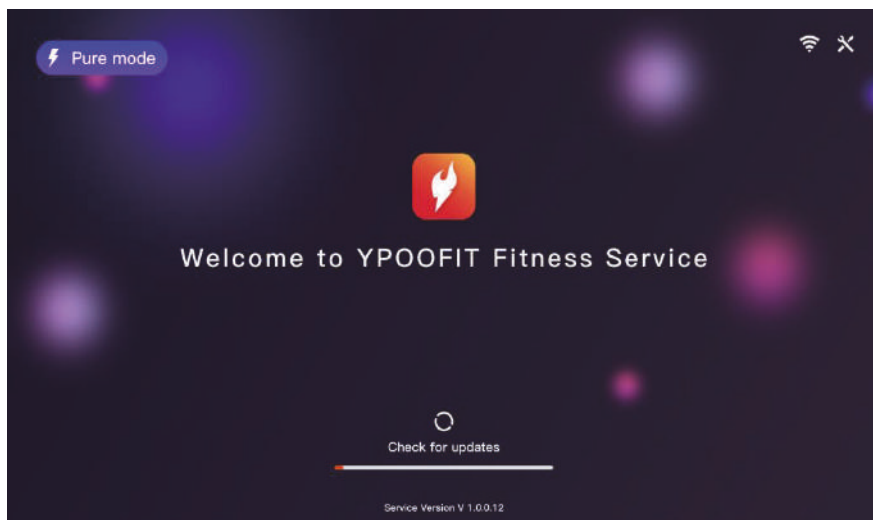 Pure mode
Welcome to YPOOFIT Fitness Service
Check for updates
Service Version V 1.0.0.12